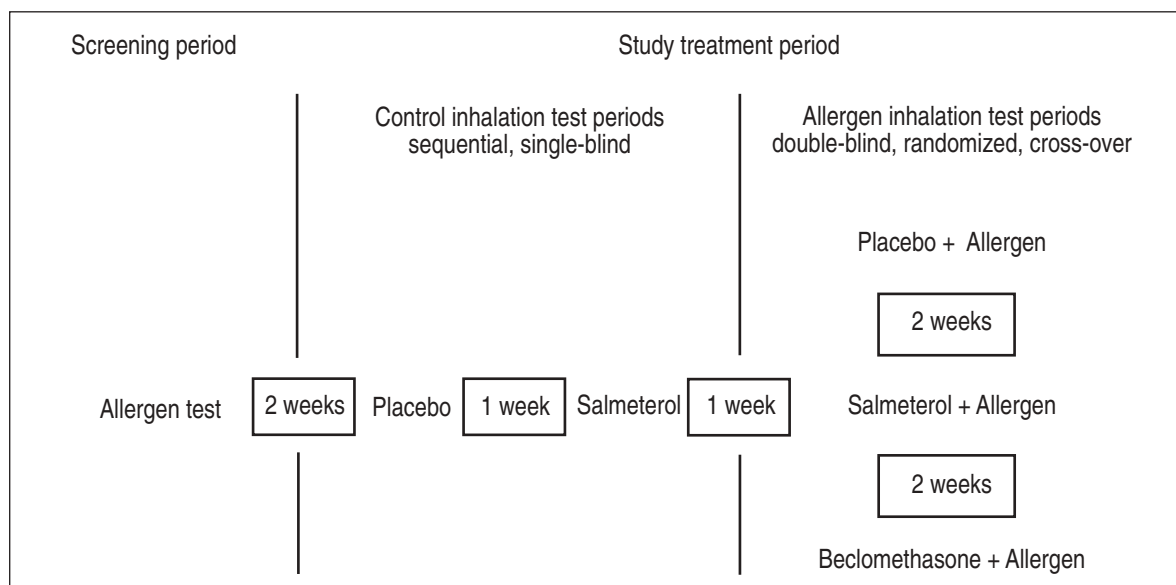 Screening period
Study treatment period
Control inhalation test periods
sequential, single-blind
Allergen inhalation test periods
double-blind, randomized, cross-over
Placebo + Allergen
2 weeks
Allergen test
2 weeks
Placebo
1 week
Salmeterol
1 week
Salmeterol + Allergen
2 weeks
Beclomethasone + Allergen